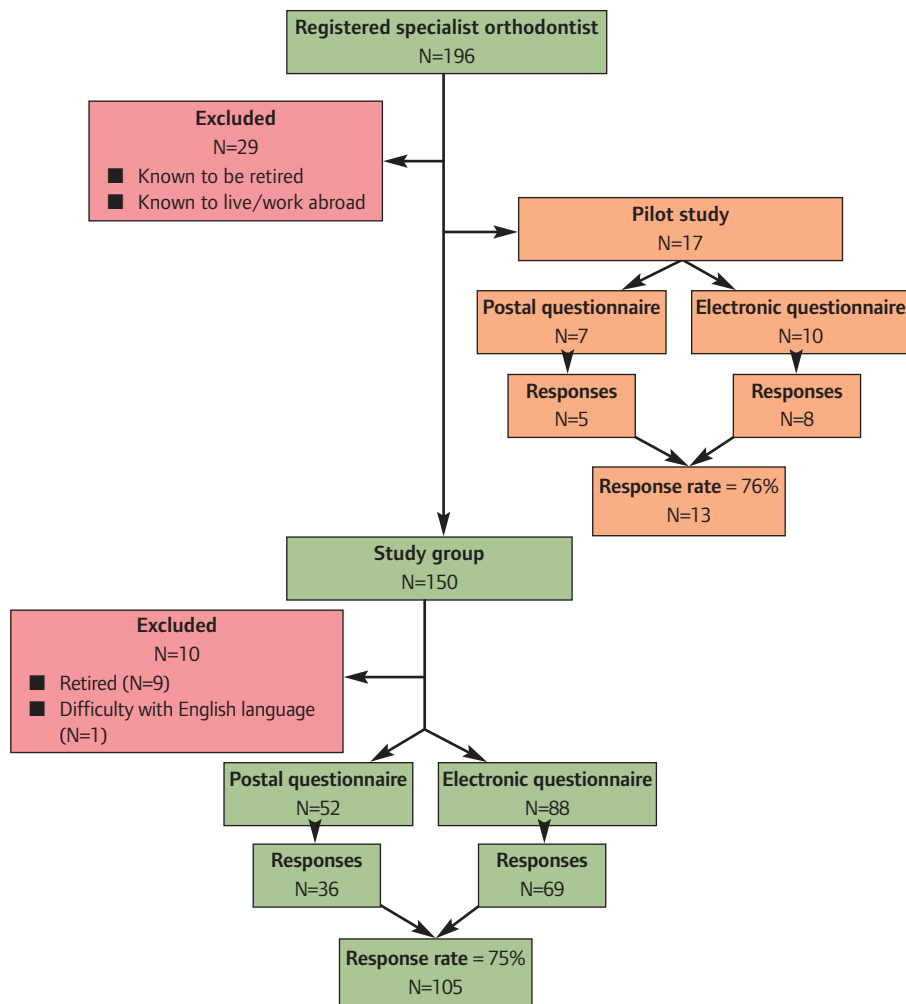 Registered specialist orthodontist
N=196
Excluded
N=29
■ Known to be retired
■ Known to live/work abroad
Pilot study
N=17
Postal questionnaire
N=7
Electronic questionnaire
N=10
Responses
N=5
Responses
N=8
Response rate = 76%
N=13
Study group
N=150
Excluded
N=10
■ Retired (N=9)
■ Difficulty with English language
(N=1)
Postal questionnaire
N=52
Electronic questionnaire
N=88
Responses
N=36
Responses
N=69
Response rate = 75%
N=105